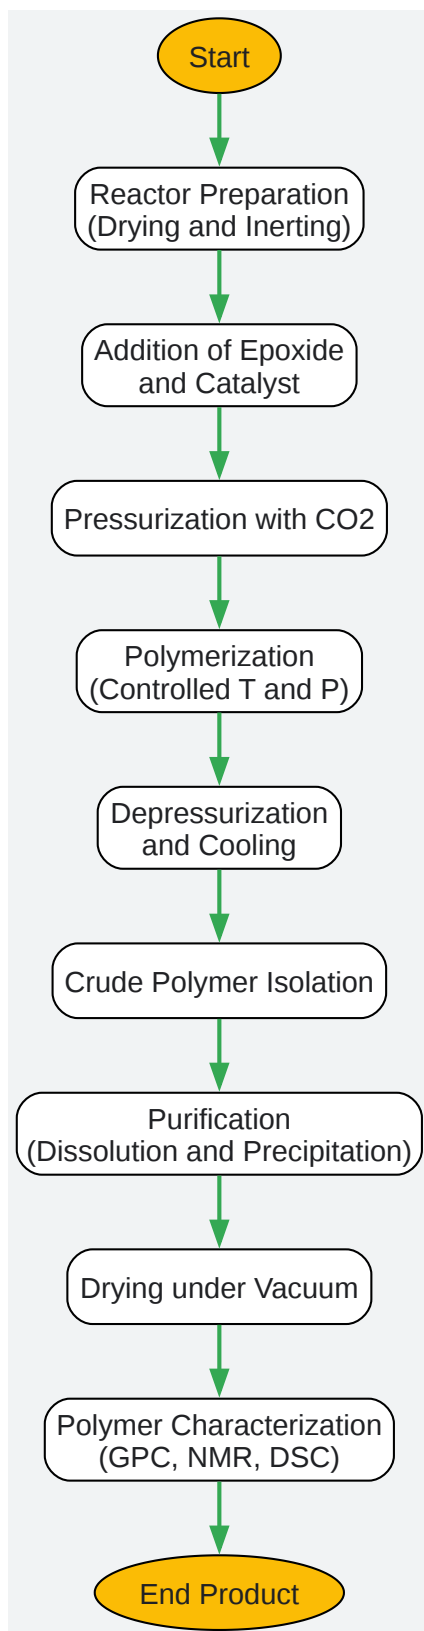 Start
Reactor Preparation
(Drying and Inerting)
Addition of Epoxide
and Catalyst
Pressurization with CO2
Polymerization
(Controlled T and P)
Depressurization
and Cooling
Crude Polymer Isolation
Purification
(Dissolution and Precipitation)
Drying under Vacuum
Polymer Characterization
(GPC, NMR, DSC)
End Product